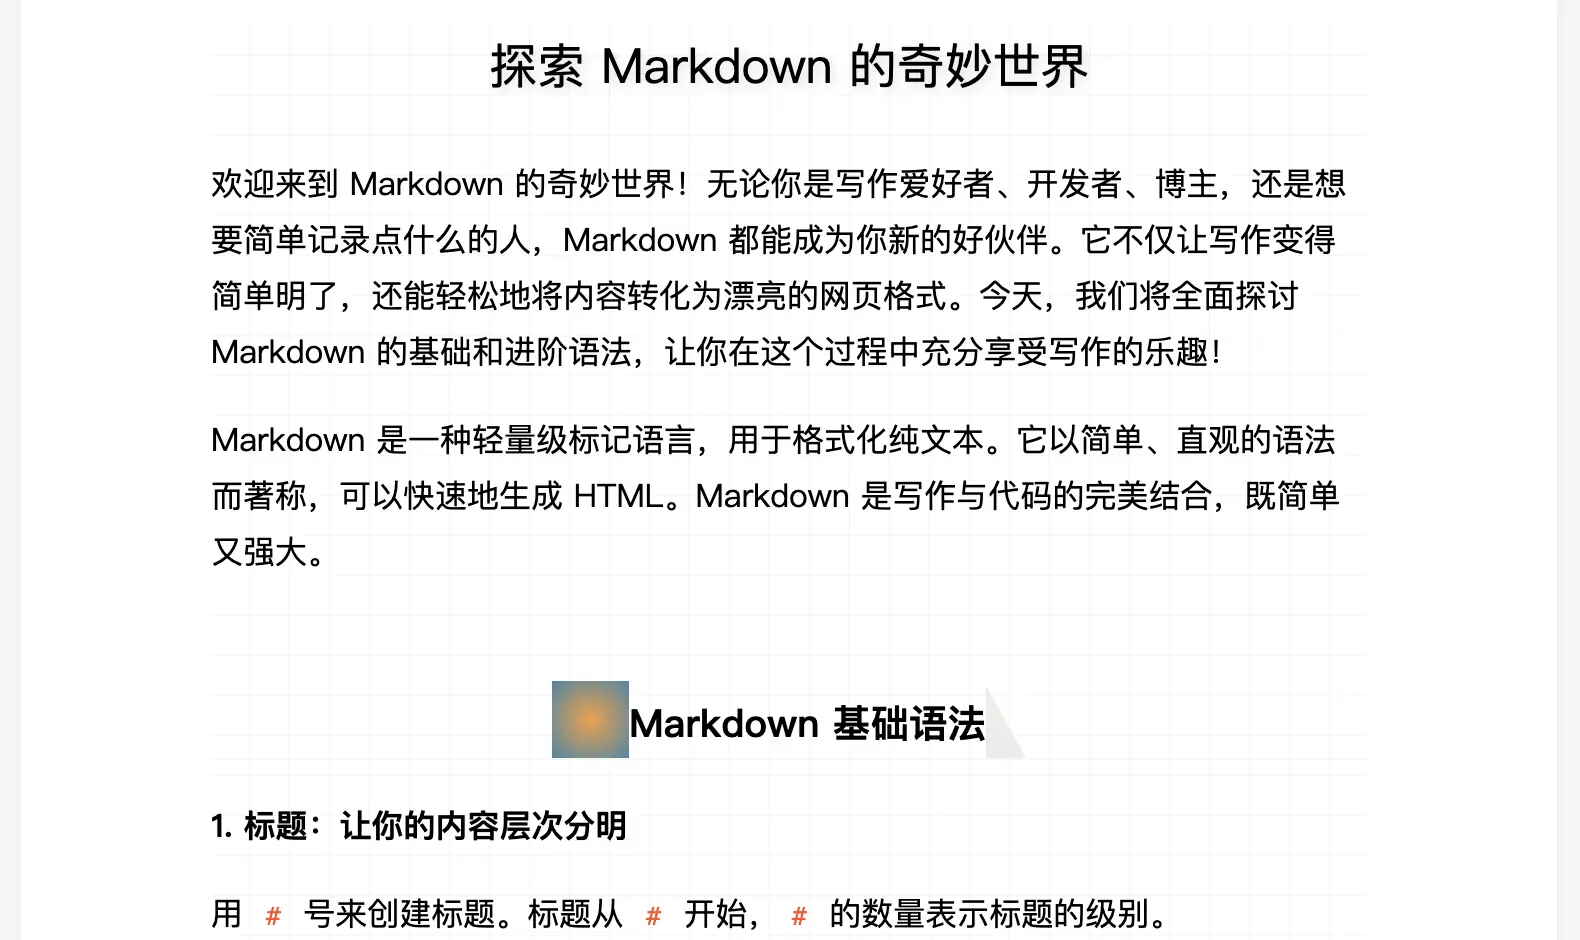 探索 Markdown 的奇妙世界
欢迎来到 Markdown 的奇妙世界！无论你是写作爱好者、开发者、博主，还是想
要简单记录点什么的人，Markdown 都能成为你新的好伙伴。它不仅让写作变得
简单明了，还能轻松地将内容转化为漂亮的网页格式。今天，我们将全面探讨
Markdown 的基础和进阶语法，让你在这个过程中充分享受写作的乐趣！
Markdown 是一种轻量级标记语言，用于格式化纯文本。它以简单、直观的语法
而著称，可以快速地生成 HTML。Markdown 是写作与代码的完美结合，既简单
又强大。
Markdown 基础语法
1. 标题：让你的内容层次分明
用 # 号来创建标题。标题从 # 开始，# 的数量表示标题的级别。